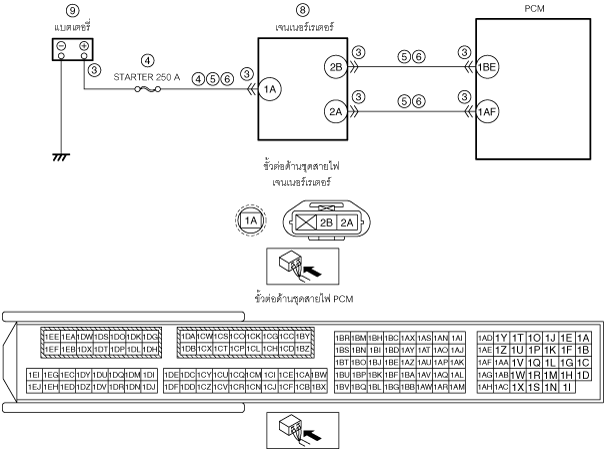 ⑨ ⑧ PCM
แบตเตอรี่ เจนเนอร์เรเตอร์
③ ④ ③ ③ ⑤⑥ ③
STARTER 250 A ④⑤⑥ 1A 2B 1BE
③ ⑤⑥ ③
2A 1AF
ขั้วต่อด้านชุดสายไฟ
เจนเนอร์เรเตอร์
1A 2B 2A
ขั้วต่อด้านชุดสายไฟ PCM
1EE 1EA 1DW 1DS 1DO 1DK 1DG 1DA 1CW 1CS 1CO 1CK 1CG 1CC 1BY 1BR 1BM 1BH 1BC 1AX 1AS 1AN 1AI 1AD 1Y 1T 1O 1J 1E 1A
1EF 1EB 1DX 1DT 1DP 1DL 1DH 1DB 1CX 1CT 1CP 1CL 1CH 1CD 1BZ 1BS 1BN 1BI 1BD 1AY 1AT 1AO 1AJ 1AE 1Z 1U 1P 1K 1F 1B
1BT 1BO 1BJ 1BE 1AZ 1AU 1AP 1AK 1AF 1AA 1V 1Q 1L 1G 1C
1EI 1EG 1EC 1DY 1DU 1DQ 1DM 1DI 1DE 1DC 1CY 1CU 1CQ 1CM 1CI 1CE 1CA 1BW 1BU 1BP 1BK 1BF 1BA 1AV 1AQ 1AL 1AG 1AB 1W 1R 1M 1H 1D
1EJ 1EH 1ED 1DZ 1DV 1DR 1DN 1DJ 1DF 1DD 1CZ 1CV 1CR 1CN 1CJ 1CF 1CB 1BX 1BV 1BQ 1BL 1BG 1BB 1AW 1AR 1AM 1AH 1AC 1X 1S 1N 1I